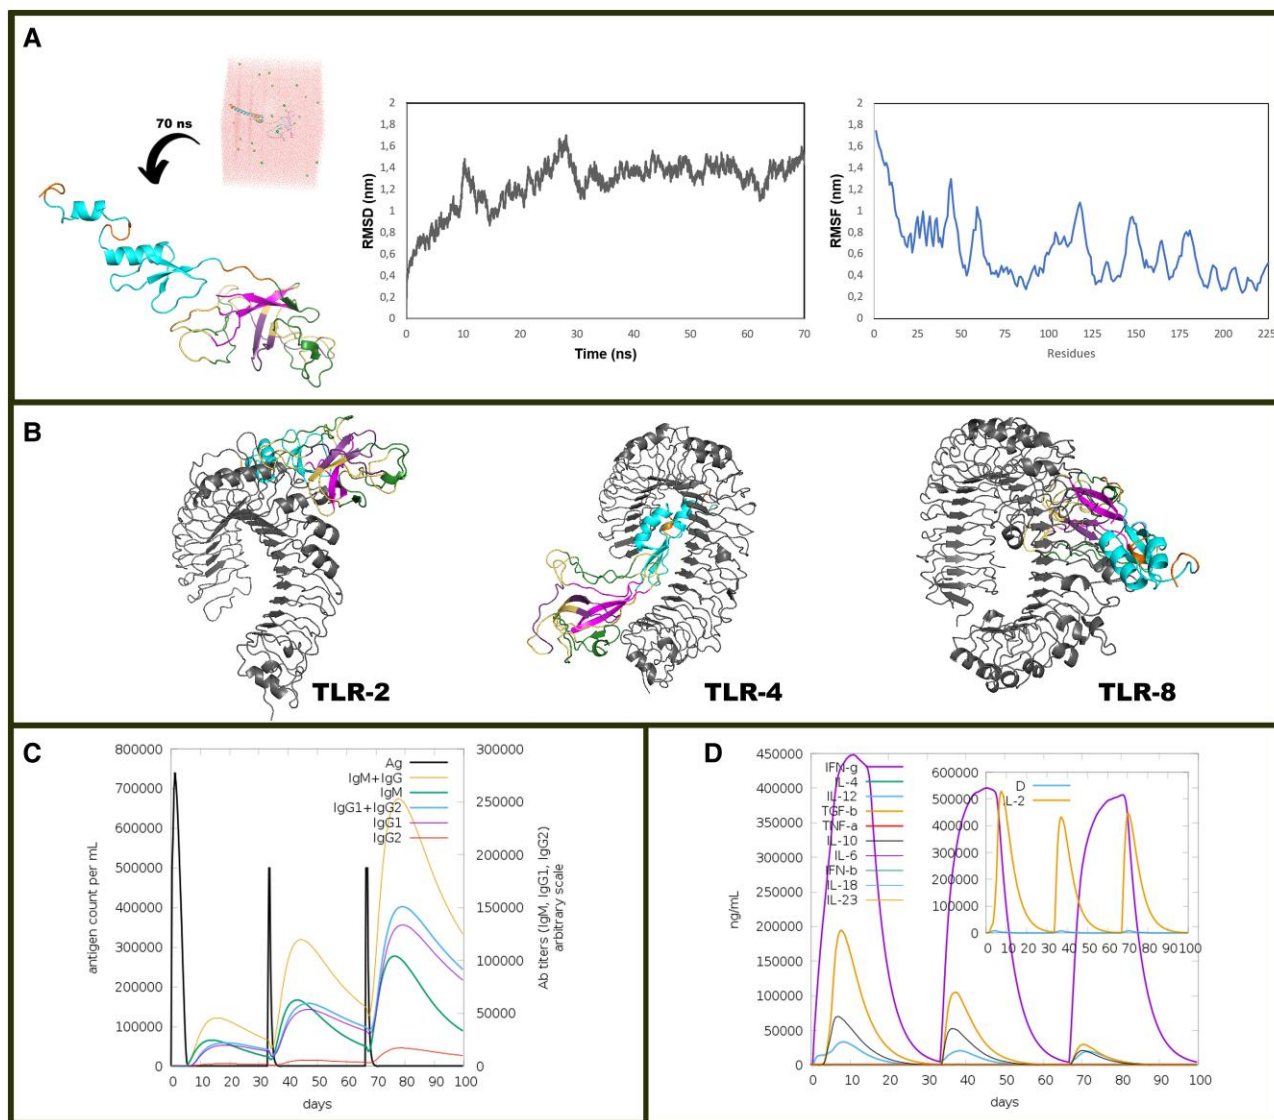 A
70 ns
2
1,8
1,6
1,4
1,2
1
0,8
0,6
0,4
0,2
0
RMSD (nm)
0 10 20 30 40 50 60 70
Time (ns)
2
1,8
1,6
1,4
1,2
1
0,8
0,6
0,4
0,2
0
RMSF (nm)
0 25 50 75 100 125 150 175 200 225
Residues
B
TLR-2
TLR-4
TLR-8
C
800000
700000
600000
500000
400000
300000
200000
100000
0
antigen count per mL
Ag
IgM+IgG
IgM
IgG1+IgG2
IgG1
IgG2
300000
250000
200000
150000
100000
50000
0
Ab titers (IgM, IgG1, IgG2)
arbitrary scale
0 10 20 30 40 50 60 70 80 90 100
days
D
450000
400000
350000
300000
250000
200000
150000
100000
50000
0
ng/mL
IFN-g
IL-4
IL-12
TGF-b
TNF-a
IL-10
IL-6
IFN-b
IL-18
IL-23
600000
500000
400000
300000
200000
100000
0
D
IL-2
0 10 20 30 40 50 60 70 80 90 100
0 10 20 30 40 50 60 70 80 90 100
days